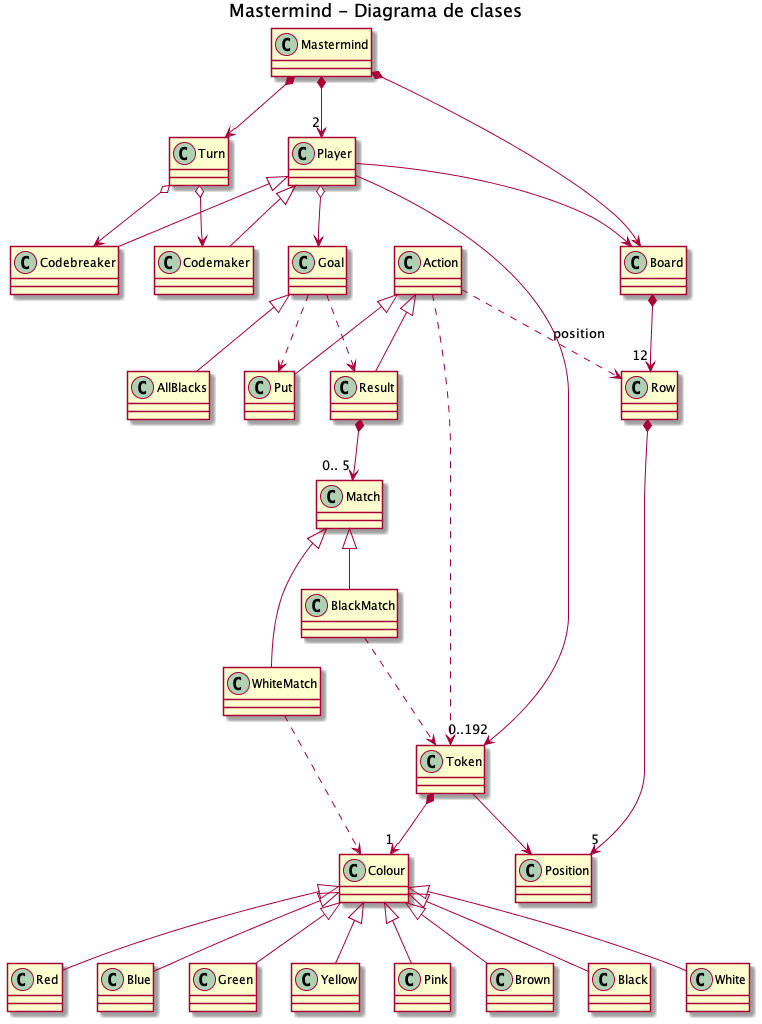 Mastermind - Diagrama de clases
C Mastermind
2
C Turn
C Player
C Codebreaker
C Codemaker
C Goal
C Action
C Board
position
12
C AllBlacks
C Put
C Result
C Row
0.. 5
C Match
C BlackMatch
C WhiteMatch
0..192
C Token
1
5
C Colour
C Position
C Red
C Blue
C Green
C Yellow
C Pink
C Brown
C Black
C White